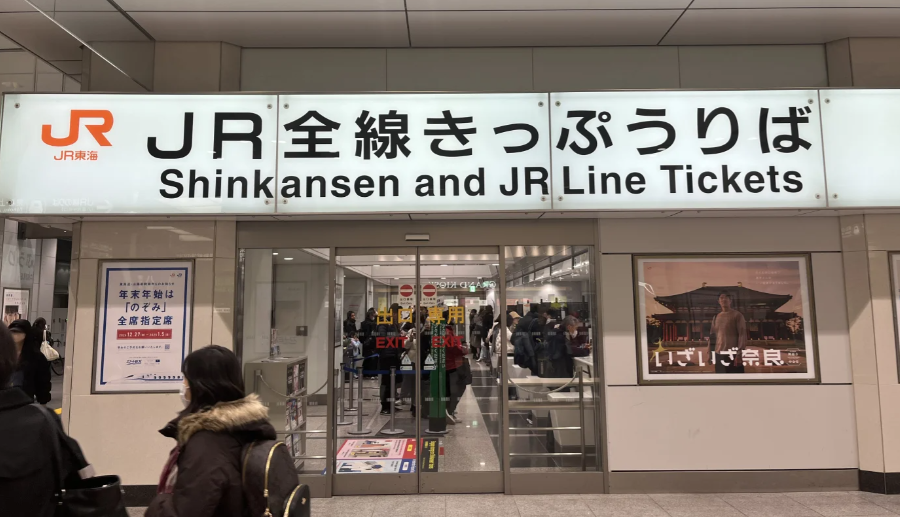 JR
JR東海
JR全線きっぷうりば
Shinkansen and JR Line Tickets
年末年始は
「のぞみ」
全席指定席
出口専用
EXIT
EXIT
GRAND KIOSK
いざいざ奈良